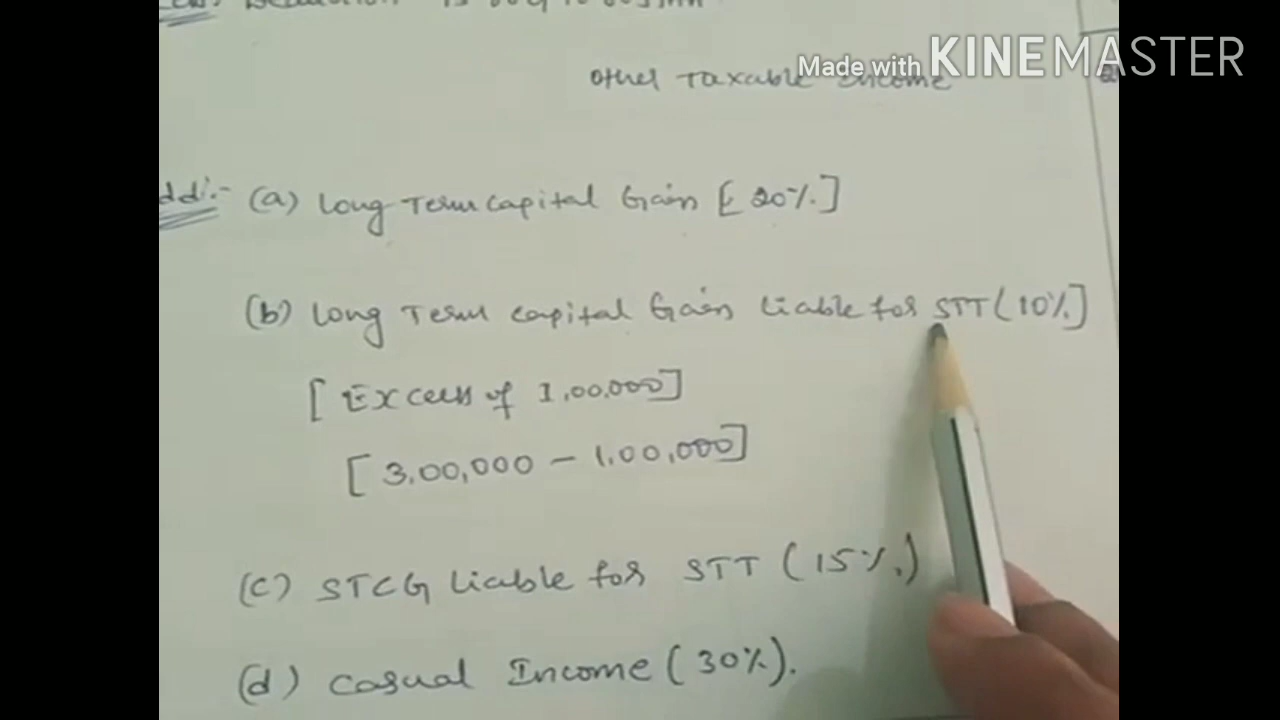 Made with KINEMASTER
Other Taxable Income
(a) Long Term Capital Gain [20%]
(b) Long Term Capital Gain liable for STT (10%]
[Excess of 1,00,000]
[3,00,000 - 1,00,000]
(c) STCG liable for STT (15%)
(d) Casual Income (30%).